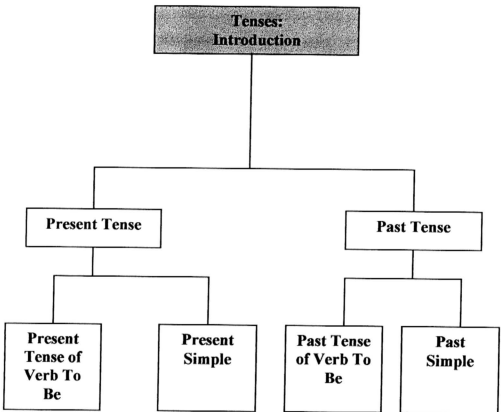 Tenses:
Introduction
Present Tense
Past Tense
Present
Tense of
Verb To
Be
Present
Simple
Past Tense
of Verb To
Be
Past
Simple